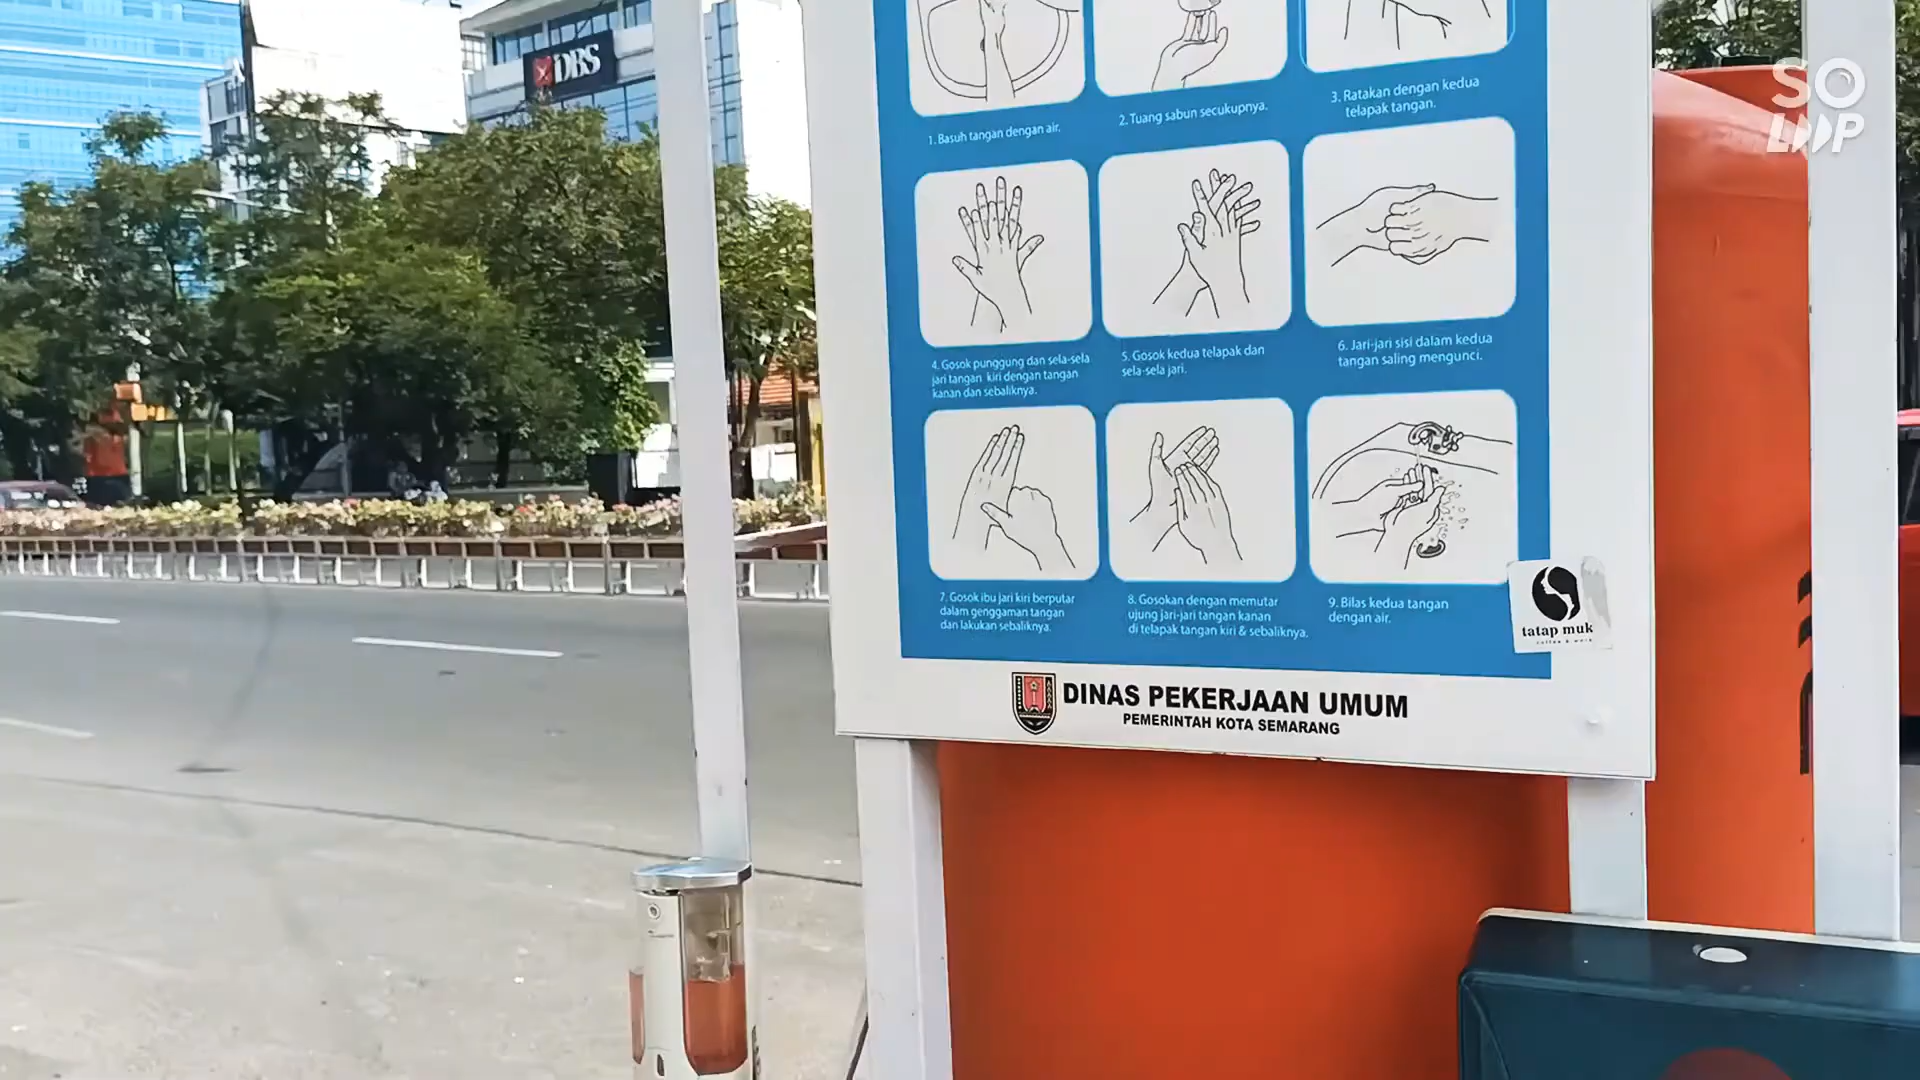 DBS
SO
LP
1. Basuh tangan dengan air.
2. Tuang sabun secukupnya.
3. Ratakan dengan kedua
telapak tangan.
4. Gosok punggung dan sela-sela
jari tangan kiri dengan tangan
kanan dan sebaliknya.
5. Gosok kedua telapak dan
sela-sela jari.
6. Jari-jari sisi dalam kedua
tangan saling mengunci.
7. Gosok ibu jari kiri berputar
dalam genggaman tangan
dan lakukan sebaliknya.
8. Gosokan dengan memutar
ujung jari-jari tangan kanan
di telapak tangan kiri & sebaliknya.
9. Bilas kedua tangan
dengan air.
tatap muk
DINAS PEKERJAAN UMUM
PEMERINTAH KOTA SEMARANG